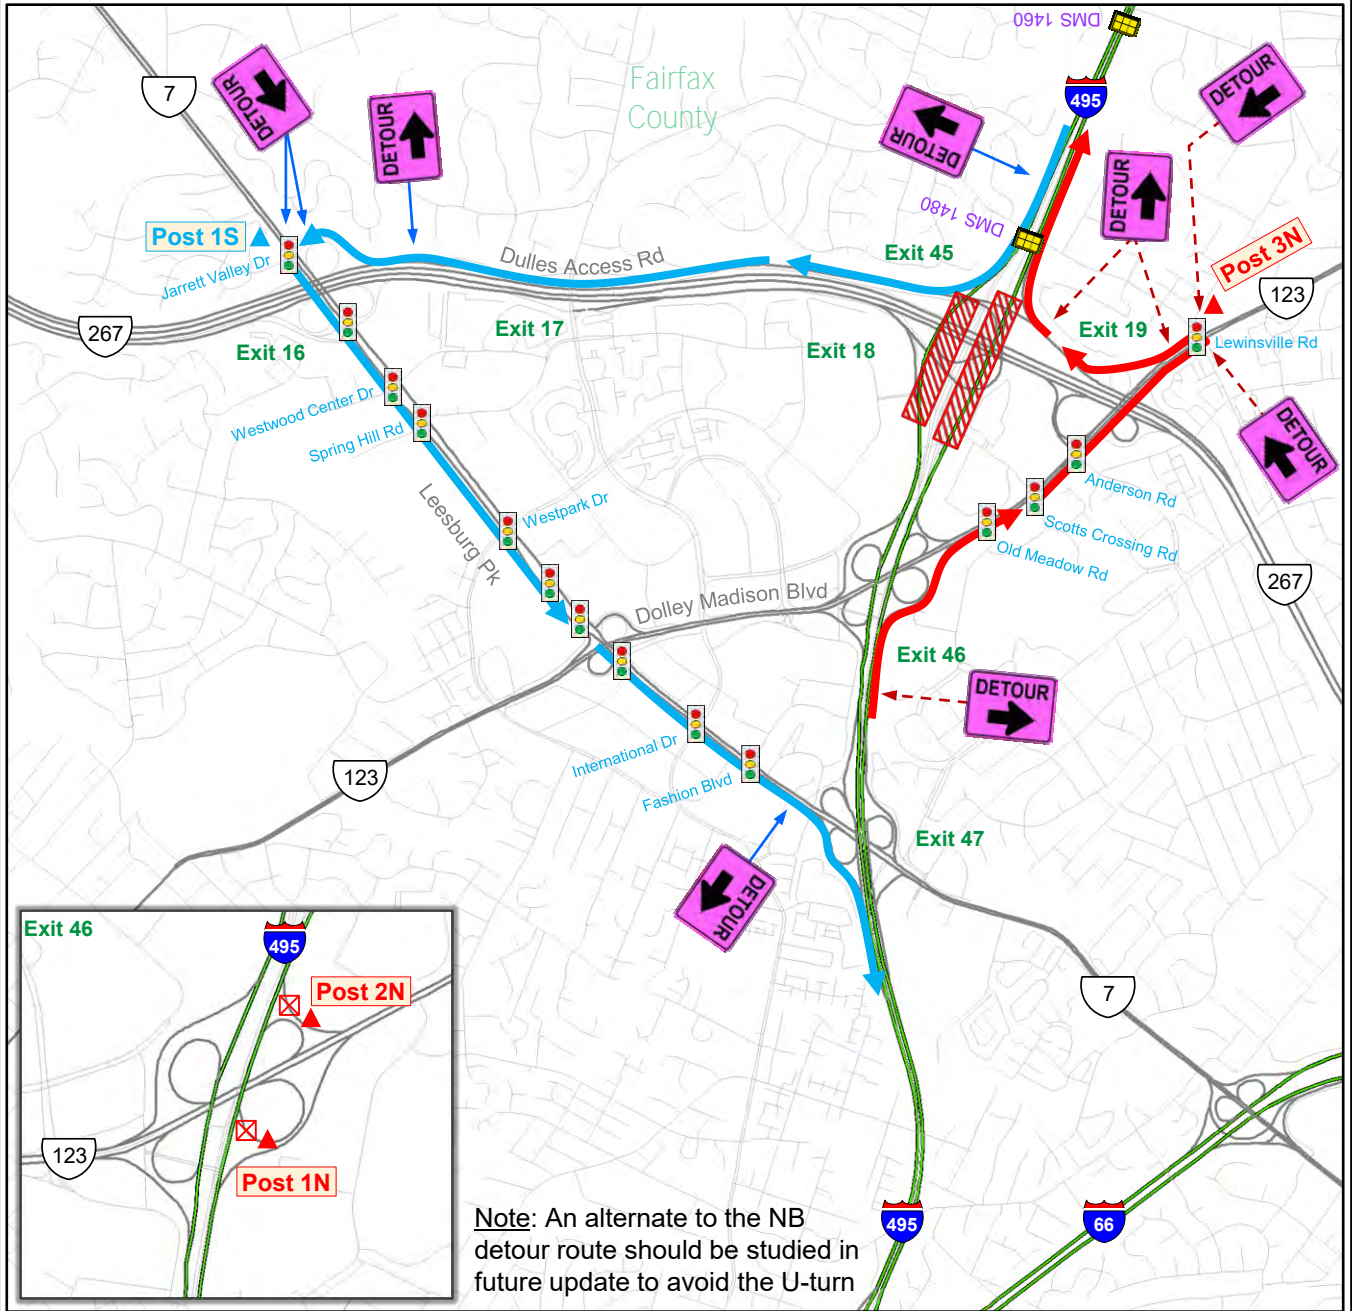 DMS 1460
Fairfax
County
7
DETOUR
DETOUR
DETOUR
495
DETOUR
DETOUR
DMS 1480
Post 1S
Jarrett Valley Dr
Dulles Access Rd
Exit 45
Post 3N
123
267
Exit 16
Exit 17
Exit 18
Exit 19
Lewinsville Rd
Westwood Center Dr
Spring Hill Rd
DETOUR
Leesburg Pk
Westpark Dr
Anderson Rd
Scotts Crossing Rd
Old Meadow Rd
267
Dolley Madison Blvd
Exit 46
DETOUR
International Dr
123
Fashion Blvd
Exit 47
DETOUR
7
Exit 46
495
Post 2N
123
Post 1N
Note: An alternate to the NB
detour route should be studied in
future update to avoid the U-turn
495
66